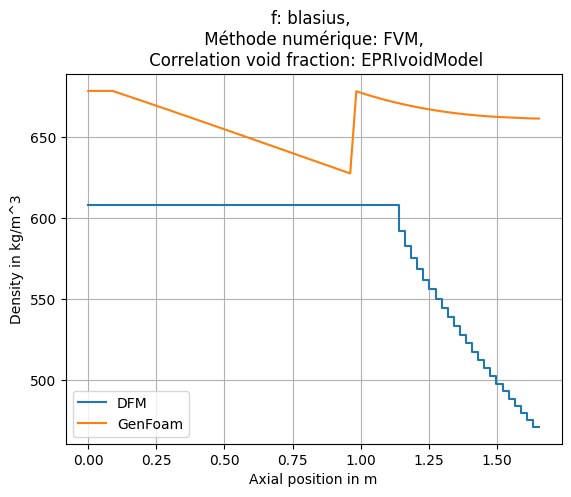 f: blasius,
Méthode numérique: FVM,
Correlation void fraction: EPRIvoidModel
Density in kg/m^3
650
600
550
500
DFM
GenFoam
0.00 0.25 0.50 0.75 1.00 1.25 1.50
Axial position in m